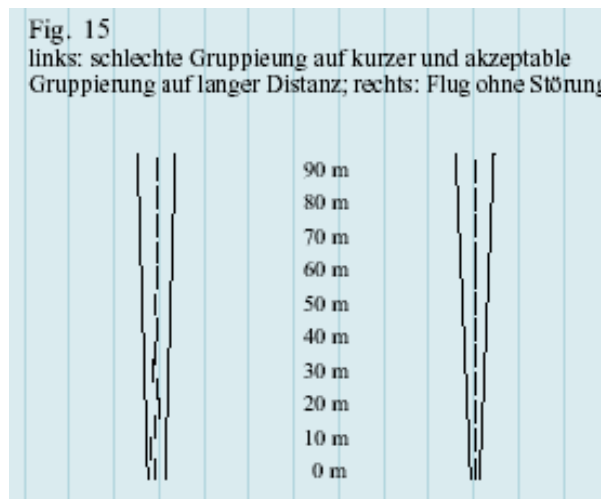 Fig. 15
links: schlechte Gruppieung auf kurzer und akzeptable
Gruppierung auf langer Distanz; rechts: Flug ohne Störung
90 m
80 m
70 m
60 m
50 m
40 m
30 m
20 m
10 m
0 m